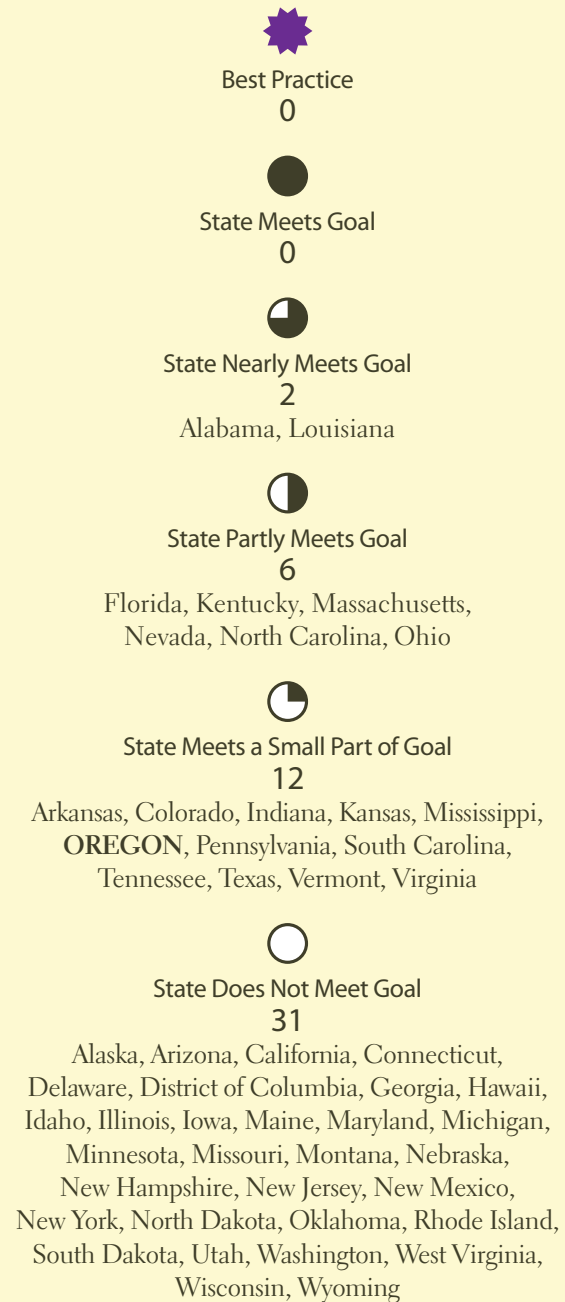 Best Practice
0
State Meets Goal
0
State Nearly Meets Goal
2
Alabama, Louisiana
State Partly Meets Goal
6
Florida, Kentucky, Massachusetts,
Nevada, North Carolina, Ohio
State Meets a Small Part of Goal
12
Arkansas, Colorado, Indiana, Kansas, Mississippi,
OREGON, Pennsylvania, South Carolina,
Tennessee, Texas, Vermont, Virginia
State Does Not Meet Goal
31
Alaska, Arizona, California, Connecticut,
Delaware, District of Columbia, Georgia, Hawaii,
Idaho, Illinois, Iowa, Maine, Maryland, Michigan,
Minnesota, Missouri, Montana, Nebraska,
New Hampshire, New Jersey, New Mexico,
New York, North Dakota, Oklahoma, Rhode Island,
South Dakota, Utah, Washington, West Virginia,
Wisconsin, Wyoming